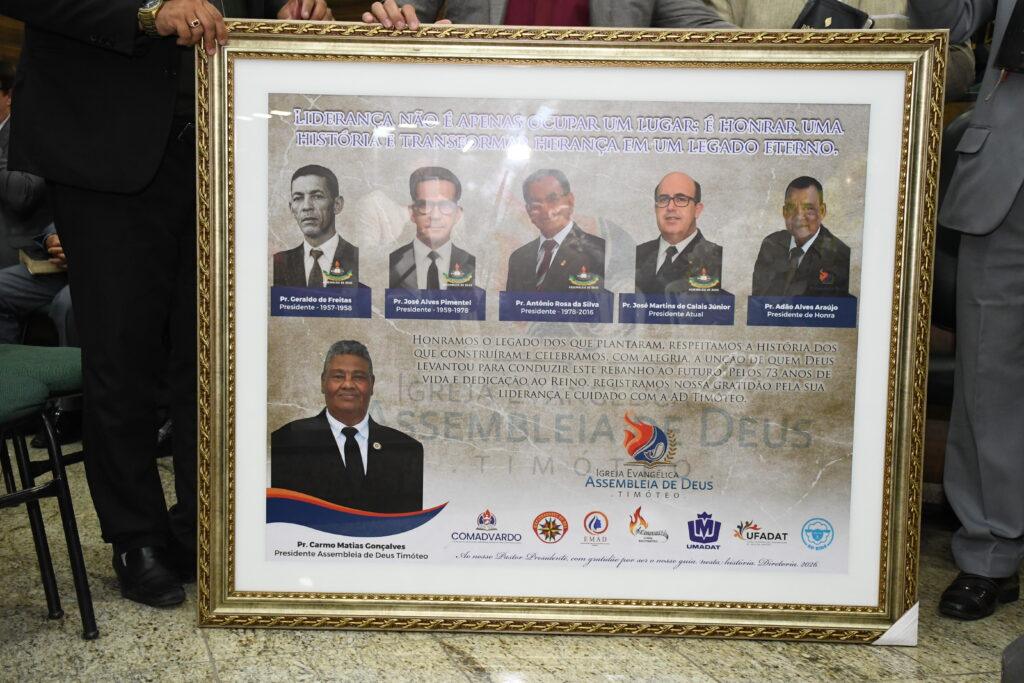 LIDERANÇA NÃO É APENAS OCUPAR UM LUGAR; É HONRAR UMA
HISTÓRIA E TRANSFORMAR HERANÇA EM UM LEGADO ETERNO.
Pr. Geraldo de Freitas
Presidente - 1957-1958
Pr. José Alves Pimentel
Presidente - 1959-1978
Pr. Antônio Rosa da Silva
Presidente - 1978-2016
Pr. José Martins de Calais Júnior
Presidente Atual
Pr. Adão Alves Araújo
Presidente de Honra
HONRAMOS O LEGADO DOS QUE PLANTARAM, RESPEITAMOS A HISTÓRIA DOS
QUE CONSTRUÍRAM E CELEBRAMOS, COM ALEGRIA, A UNÇÃO DE QUEM DEUS
LEVANTOU PARA CONDUZIR ESTE REBANHO AO FUTURO. PELOS 73 ANOS DE
VIDA E DEDICAÇÃO AO REINO, REGISTRAMOS NOSSA GRATIDÃO PELA SUA
LIDERANÇA E CUIDADO COM A AD TIMÓTEO.
IGREJA EVANGÉLICA
ASSEMBLEIA DE DEUS
TIMÓTEO
IGREJA EVANGÉLICA
ASSEMBLEIA DE DEUS
TIMÓTEO
Pr. Carmo Matias Gonçalves
Presidente Assembleia de Deus Timóteo
COMADVARDO
EMAD
UMADAT
UFADAT
Ao nosso Pastor Presidente, com gratidão por ser o nosso guia nesta história. Diretoria 2026